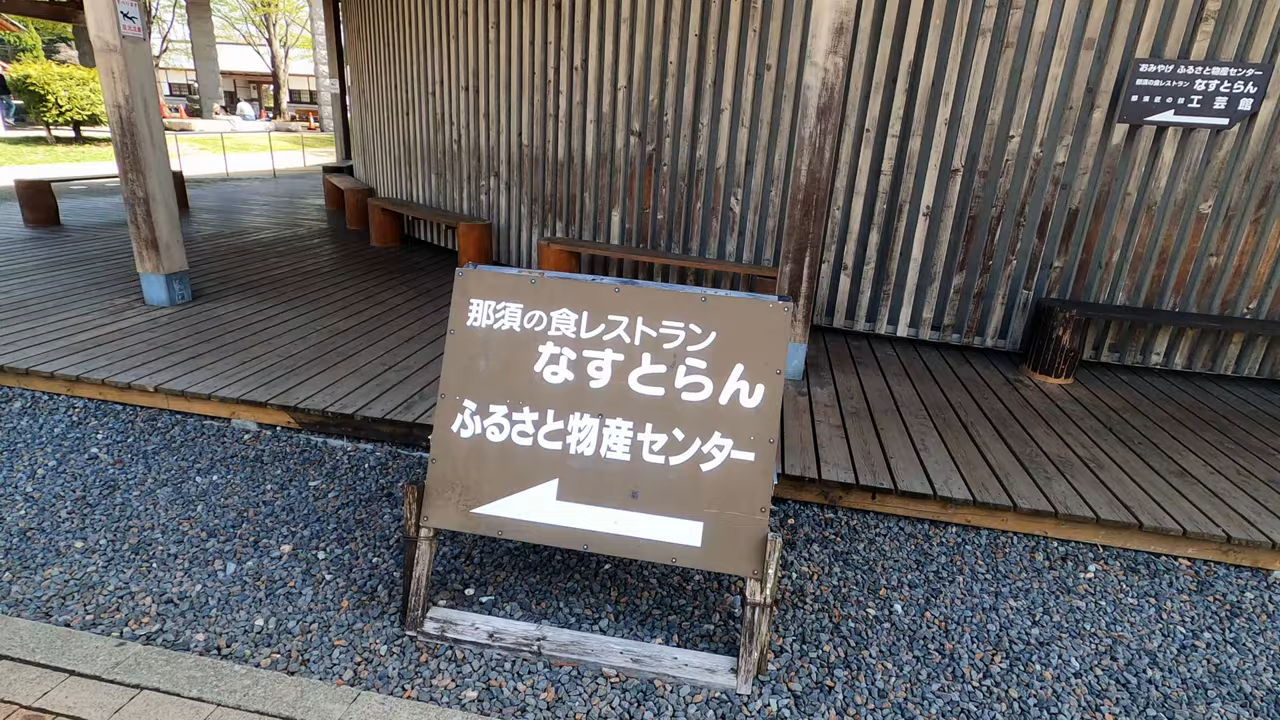 那須の食レストラン
なすとらん
ふるさと物産センター
おみやげ ふるさと物産センター
那須の食レストラン なすとらん
工芸館